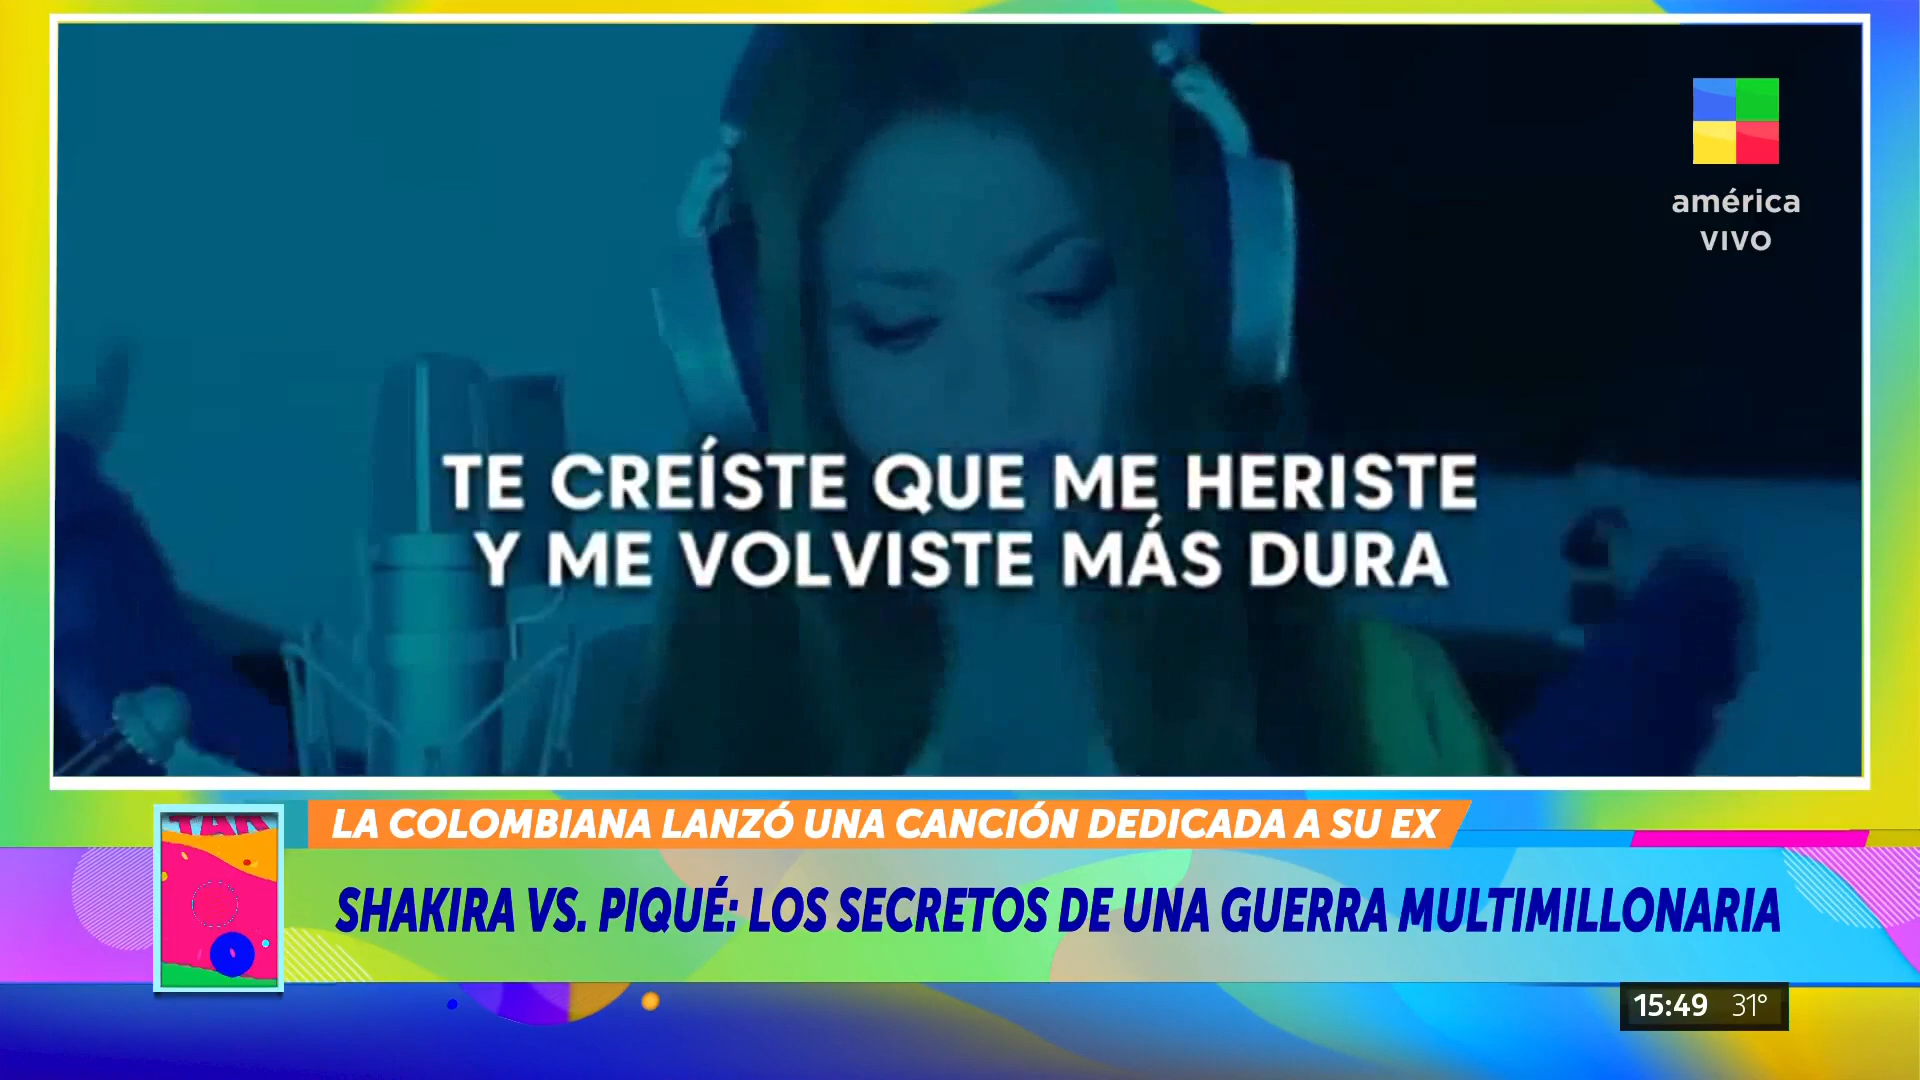 américa
VIVO
TE CREÍSTE QUE ME HERISTE
Y ME VOLVISTE MÁS DURA
LA COLOMBIANA LANZÓ UNA CANCIÓN DEDICADA A SU EX
SHAKIRA VS. PIQUÉ: LOS SECRETOS DE UNA GUERRA MULTIMILLONARIA
15:49 31°